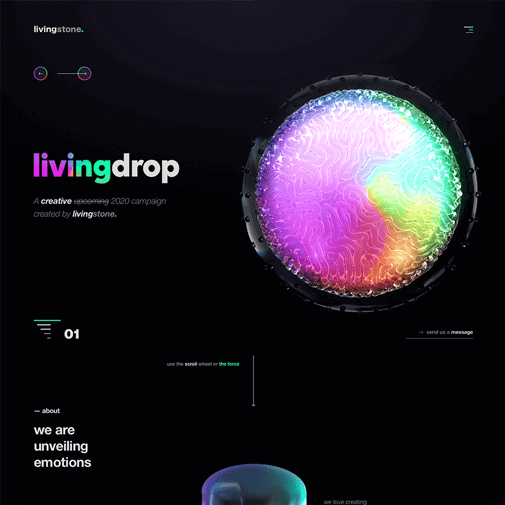 livingstone.
livingdrop
A creative upcoming 2020 campaign
created by livingstone.
01
→ send us a message
use the scroll wheel or the force
— about
we are
unveiling
emotions
we love creating